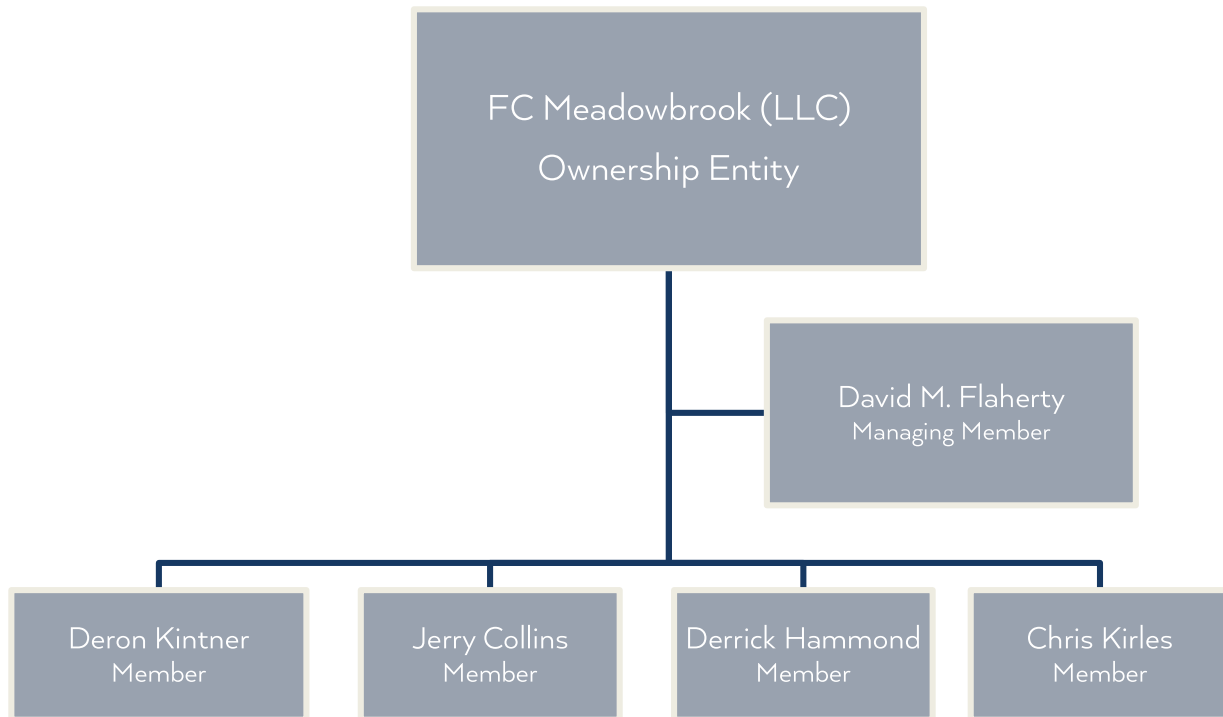 FC Meadowbrook (LLC)
Ownership Entity
David M. Flaherty
Managing Member
Deron Kintner
Member
Jerry Collins
Member
Derrick Hammond
Member
Chris Kirles
Member